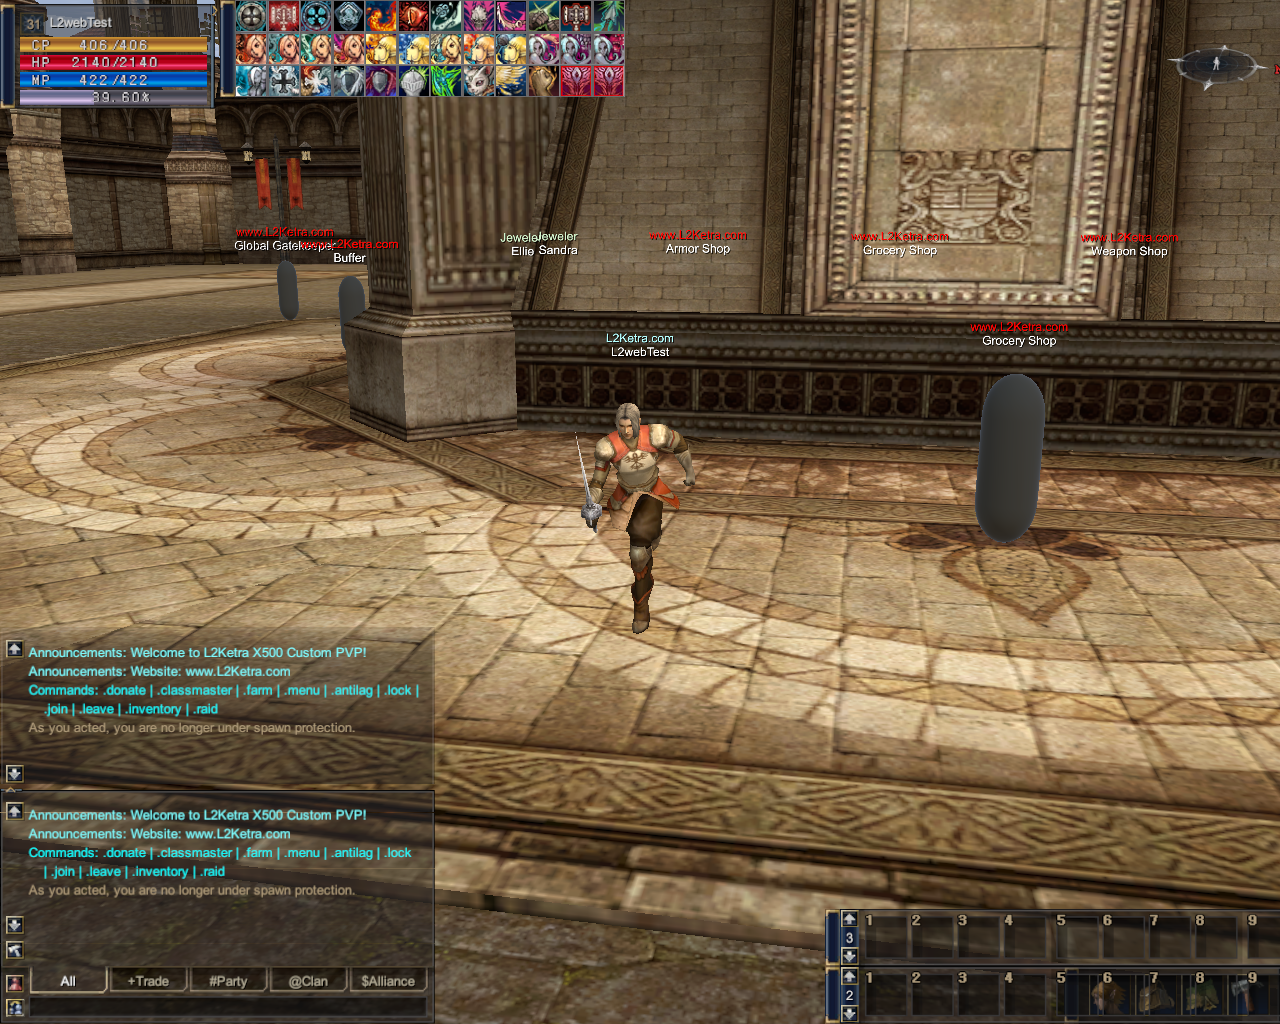 31 L2webTest
CP 406/406
HP 2140/2140
MP 422/422
39.60%
www.L2Ketra.com
Global Gatekeeper
www.L2Ketra.com
Buffer
Jeweler
Ellie
Jeweler
Sandra
www.L2Ketra.com
Armor Shop
www.L2Ketra.com
Grocery Shop
www.L2Ketra.com
Weapon Shop
L2Ketra.com
L2webTest
www.L2Ketra.com
Grocery Shop
Announcements: Welcome to L2Ketra X500 Custom PVP!
Announcements: Website: www.L2Ketra.com
Commands: .donate | .classmaster | .farm | .menu | .antilag | .lock |
.join | .leave | .inventory | .raid
As you acted, you are no longer under spawn protection.
Announcements: Welcome to L2Ketra X500 Custom PVP!
Announcements: Website: www.L2Ketra.com
Commands: .donate | .classmaster | .farm | .menu | .antilag | .lock
| .join | .leave | .inventory | .raid
As you acted, you are no longer under spawn protection.
All +Trade #Party @Clan $Alliance
3 1 2 3 4 5 6 7 8 9
2 1 2 3 4 5 6 7 8 9